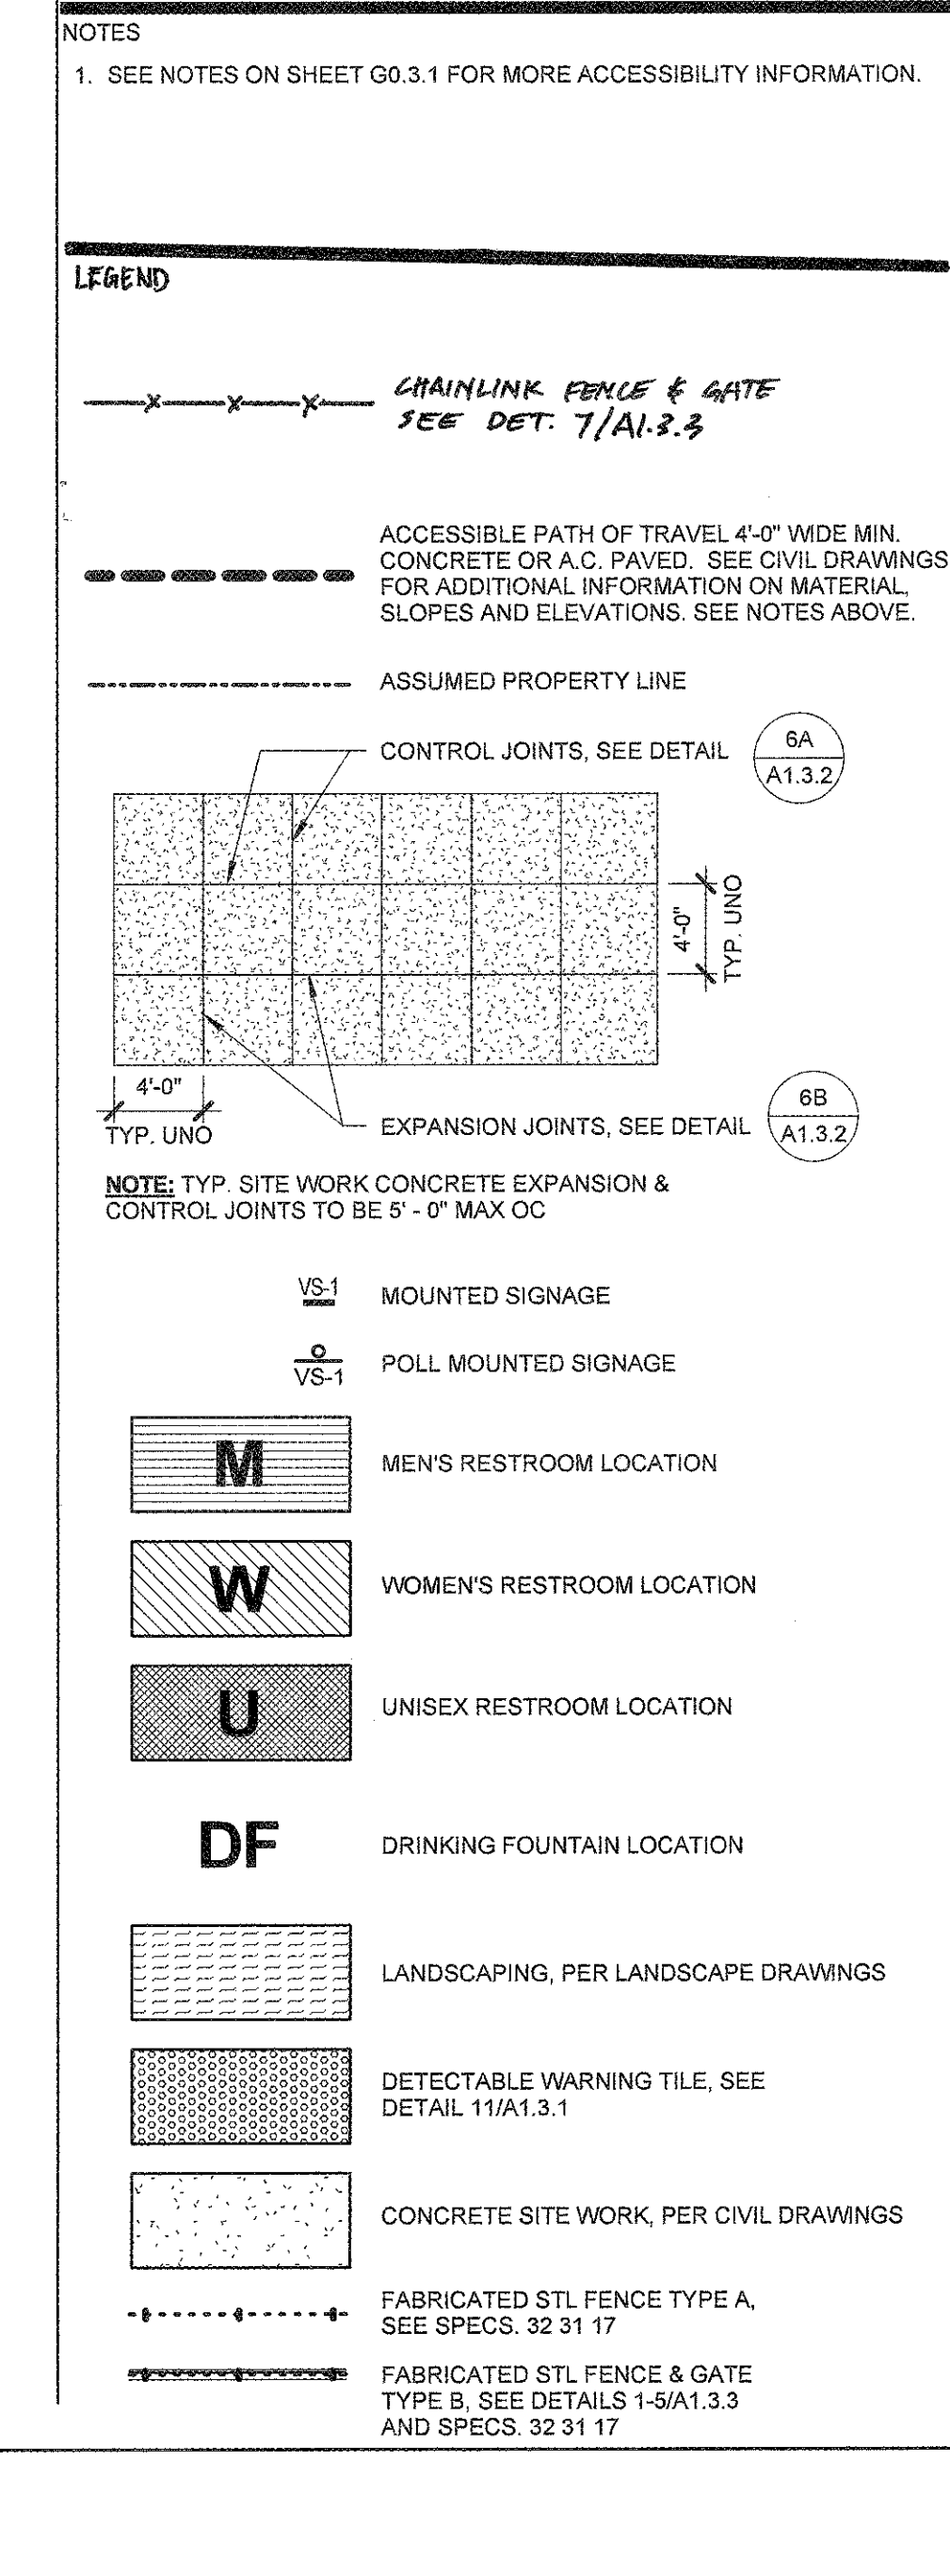 NOTES
1. SEE NOTES ON SHEET G0.3.1 FOR MORE ACCESSIBILITY INFORMATION.
LEGEND
CHAINLINK FENCE & GATE
SEE DET. 7/A1.3.3
ACCESSIBLE PATH OF TRAVEL 4'-0" WIDE MIN.
CONCRETE OR A.C. PAVED. SEE CIVIL DRAWINGS
FOR ADDITIONAL INFORMATION ON MATERIAL,
SLOPES AND ELEVATIONS. SEE NOTES ABOVE.
ASSUMED PROPERTY LINE
CONTROL JOINTS, SEE DETAIL
6A
A1.3.2
4'-0"
TYP. UNO
4'-0"
TYP. UNO
EXPANSION JOINTS, SEE DETAIL
6B
A1.3.2
NOTE: TYP. SITE WORK CONCRETE EXPANSION &
CONTROL JOINTS TO BE 5' - 0" MAX OC
VS-1 MOUNTED SIGNAGE
VS-1 POLL MOUNTED SIGNAGE
M MEN'S RESTROOM LOCATION
W WOMEN'S RESTROOM LOCATION
U UNISEX RESTROOM LOCATION
DF DRINKING FOUNTAIN LOCATION
LANDSCAPING, PER LANDSCAPE DRAWINGS
DETECTABLE WARNING TILE, SEE
DETAIL 11/A1.3.1
CONCRETE SITE WORK, PER CIVIL DRAWINGS
FABRICATED STL FENCE TYPE A,
SEE SPECS. 32 31 17
FABRICATED STL FENCE & GATE
TYPE B, SEE DETAILS 1-5/A1.3.3
AND SPECS. 32 31 17